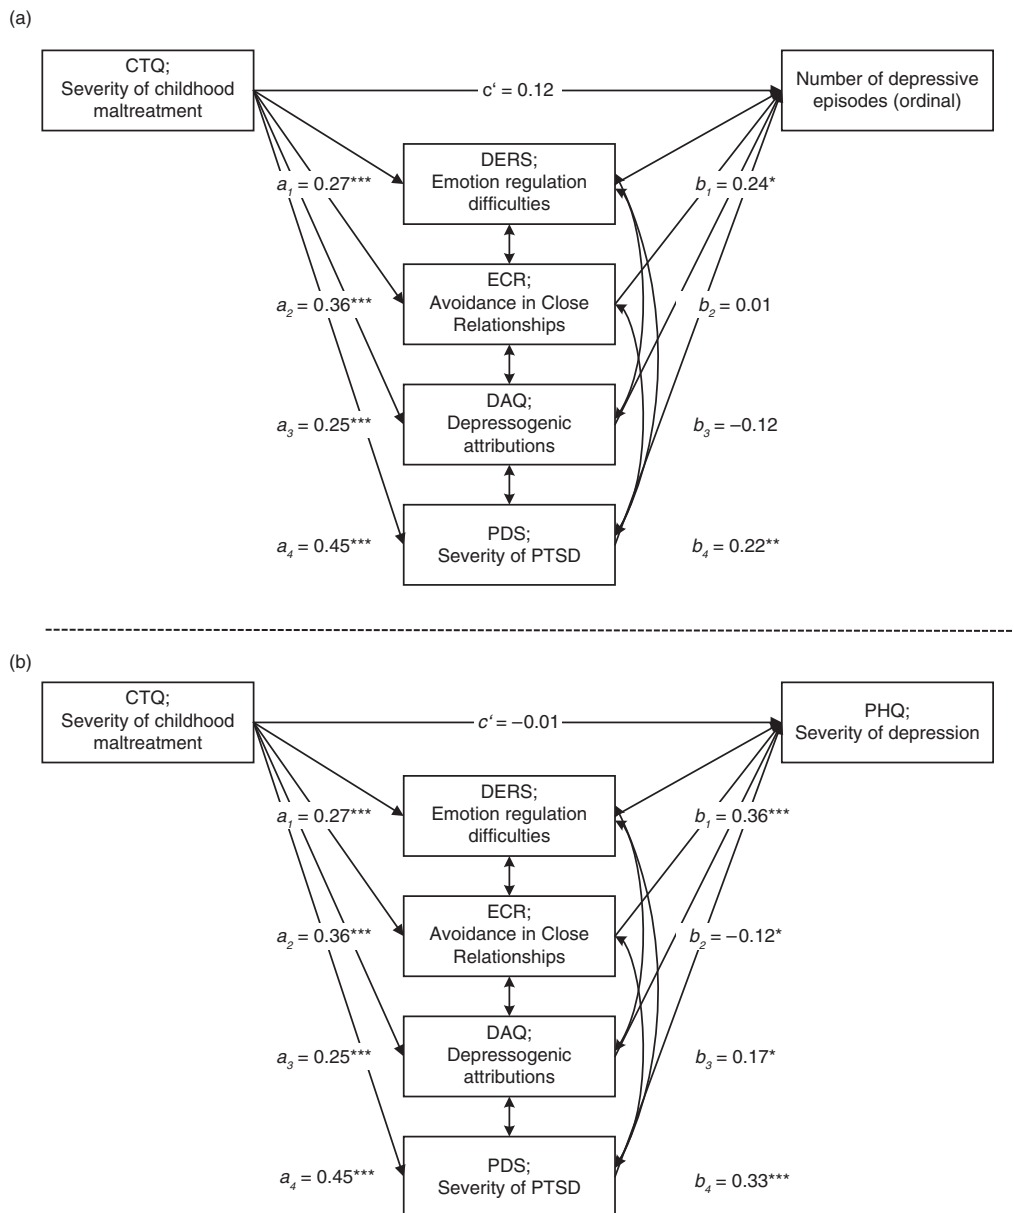 (a)
CTQ;
Severity of childhood
maltreatment
c‘ = 0.12
Number of depressive
episodes (ordinal)
DERS;
Emotion regulation
difficulties
a1 = 0.27***
b1 = 0.24*
ECR;
Avoidance in Close
Relationships
a2 = 0.36***
b2 = 0.01
DAQ;
Depressogenic
attributions
a3 = 0.25***
b3 = −0.12
PDS;
Severity of PTSD
a4 = 0.45***
b4 = 0.22**
(b)
CTQ;
Severity of childhood
maltreatment
c‘ = −0.01
PHQ;
Severity of depression
DERS;
Emotion regulation
difficulties
a1 = 0.27***
b1 = 0.36***
ECR;
Avoidance in Close
Relationships
a2 = 0.36***
b2 = −0.12*
DAQ;
Depressogenic
attributions
a3 = 0.25***
b3 = 0.17*
PDS;
Severity of PTSD
a4 = 0.45***
b4 = 0.33***